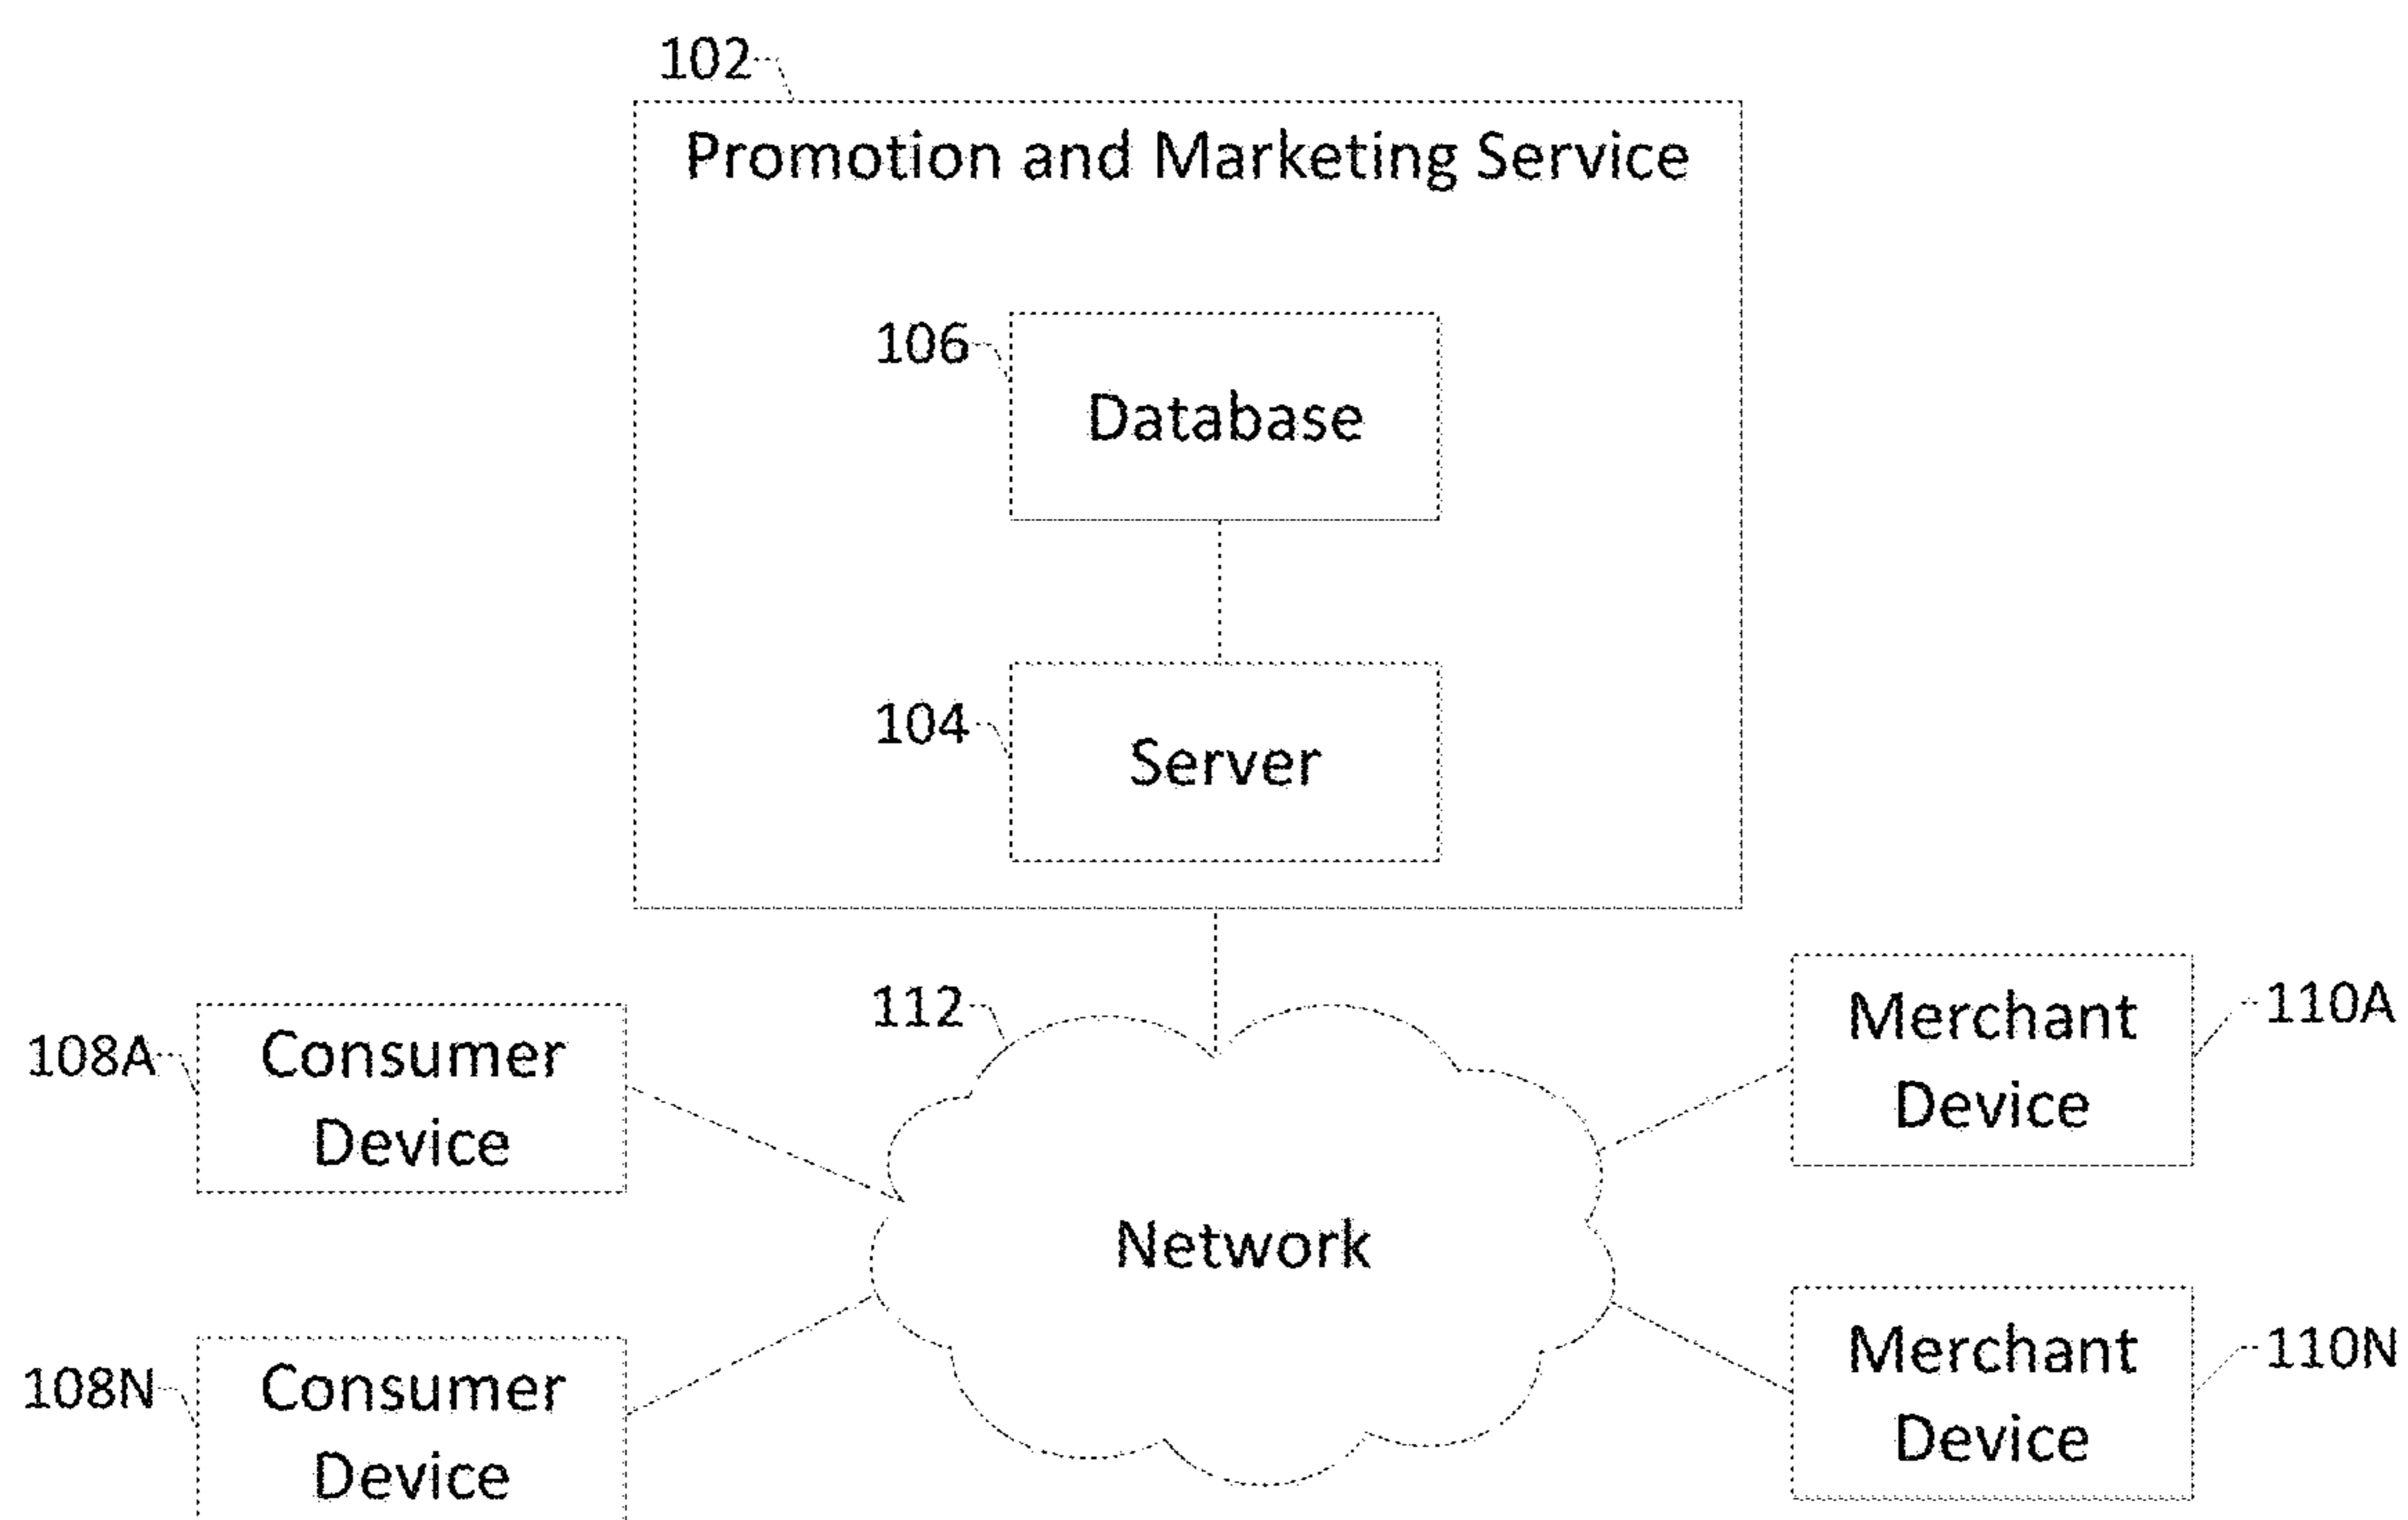 102
Promotion and Marketing Service
106
Database
104
Server
112
108A
Consumer
Device
Merchant
Device
110A
Network
108N
Consumer
Device
Merchant
Device
110N